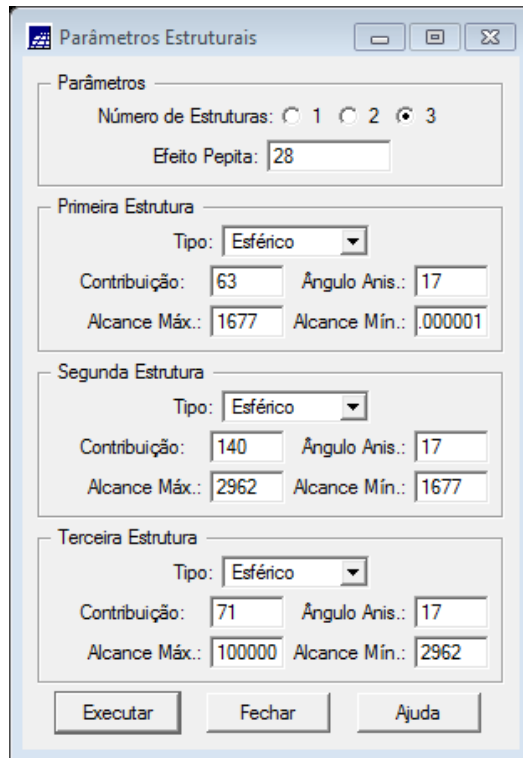 Parâmetros Estruturais
Parâmetros
Número de Estruturas: 1 2 3
Efeito Pepita: 28
Primeira Estrutura
Tipo: Esférico
Contribuição: 63 Ângulo Anis.: 17
Alcance Máx.: 1677 Alcance Mín.: .000001
Segunda Estrutura
Tipo: Esférico
Contribuição: 140 Ângulo Anis.: 17
Alcance Máx.: 2962 Alcance Mín.: 1677
Terceira Estrutura
Tipo: Esférico
Contribuição: 71 Ângulo Anis.: 17
Alcance Máx.: 100000 Alcance Mín.: 2962
Executar Fechar Ajuda